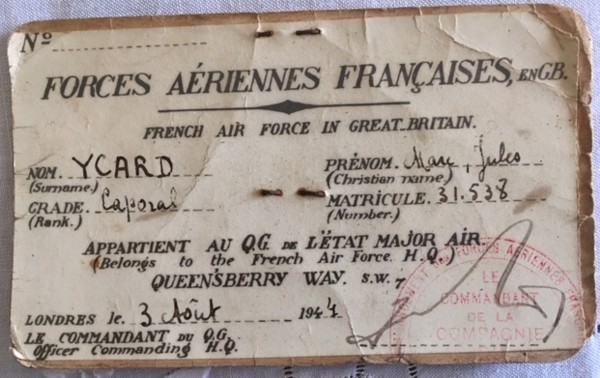 Nº
FORCES AÉRIENNES FRANÇAISES, EN GB.
FRENCH AIR FORCE IN GREAT-BRITAIN.
NOM. YCARD PRÉNOM. Marc, Jules
(Surname.) (Christian name.)
GRADE. Caporal MATRICULE. 31.538
(Rank.) (Number.)
APPARTIENT AU Q.G. DE L'ÉTAT MAJOR AIR.
(Belongs to the French Air Force. H.Q.)
QUEENSBERRY WAY. S.W. 7
LONDRES le. 3 Août 1944
LE COMMANDANT DU Q.G.
Officer Commanding H.Q.
FORCES AÉRIENNES
LE
COMMANDANT
DE LA
COMPAGNIE